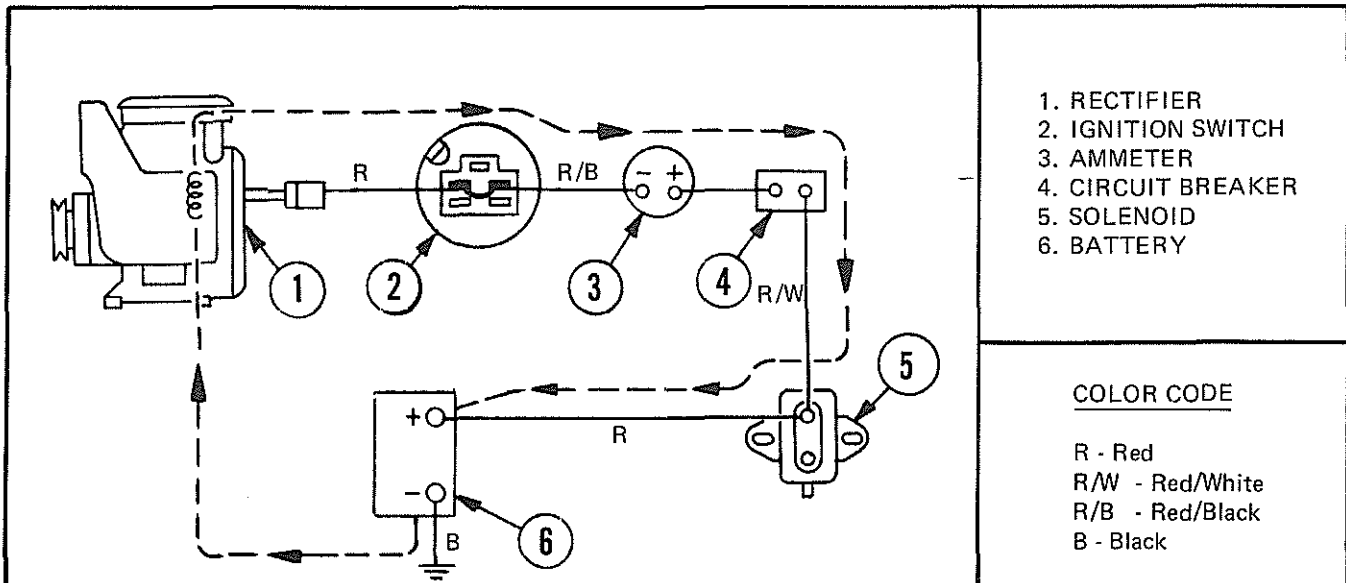 R
R/B
- +
1
2
3
4
R/W
5
+
R
-
B
6
1. RECTIFIER
2. IGNITION SWITCH
3. AMMETER
4. CIRCUIT BREAKER
5. SOLENOID
6. BATTERY
COLOR CODE
R - Red
R/W - Red/White
R/B - Red/Black
B - Black